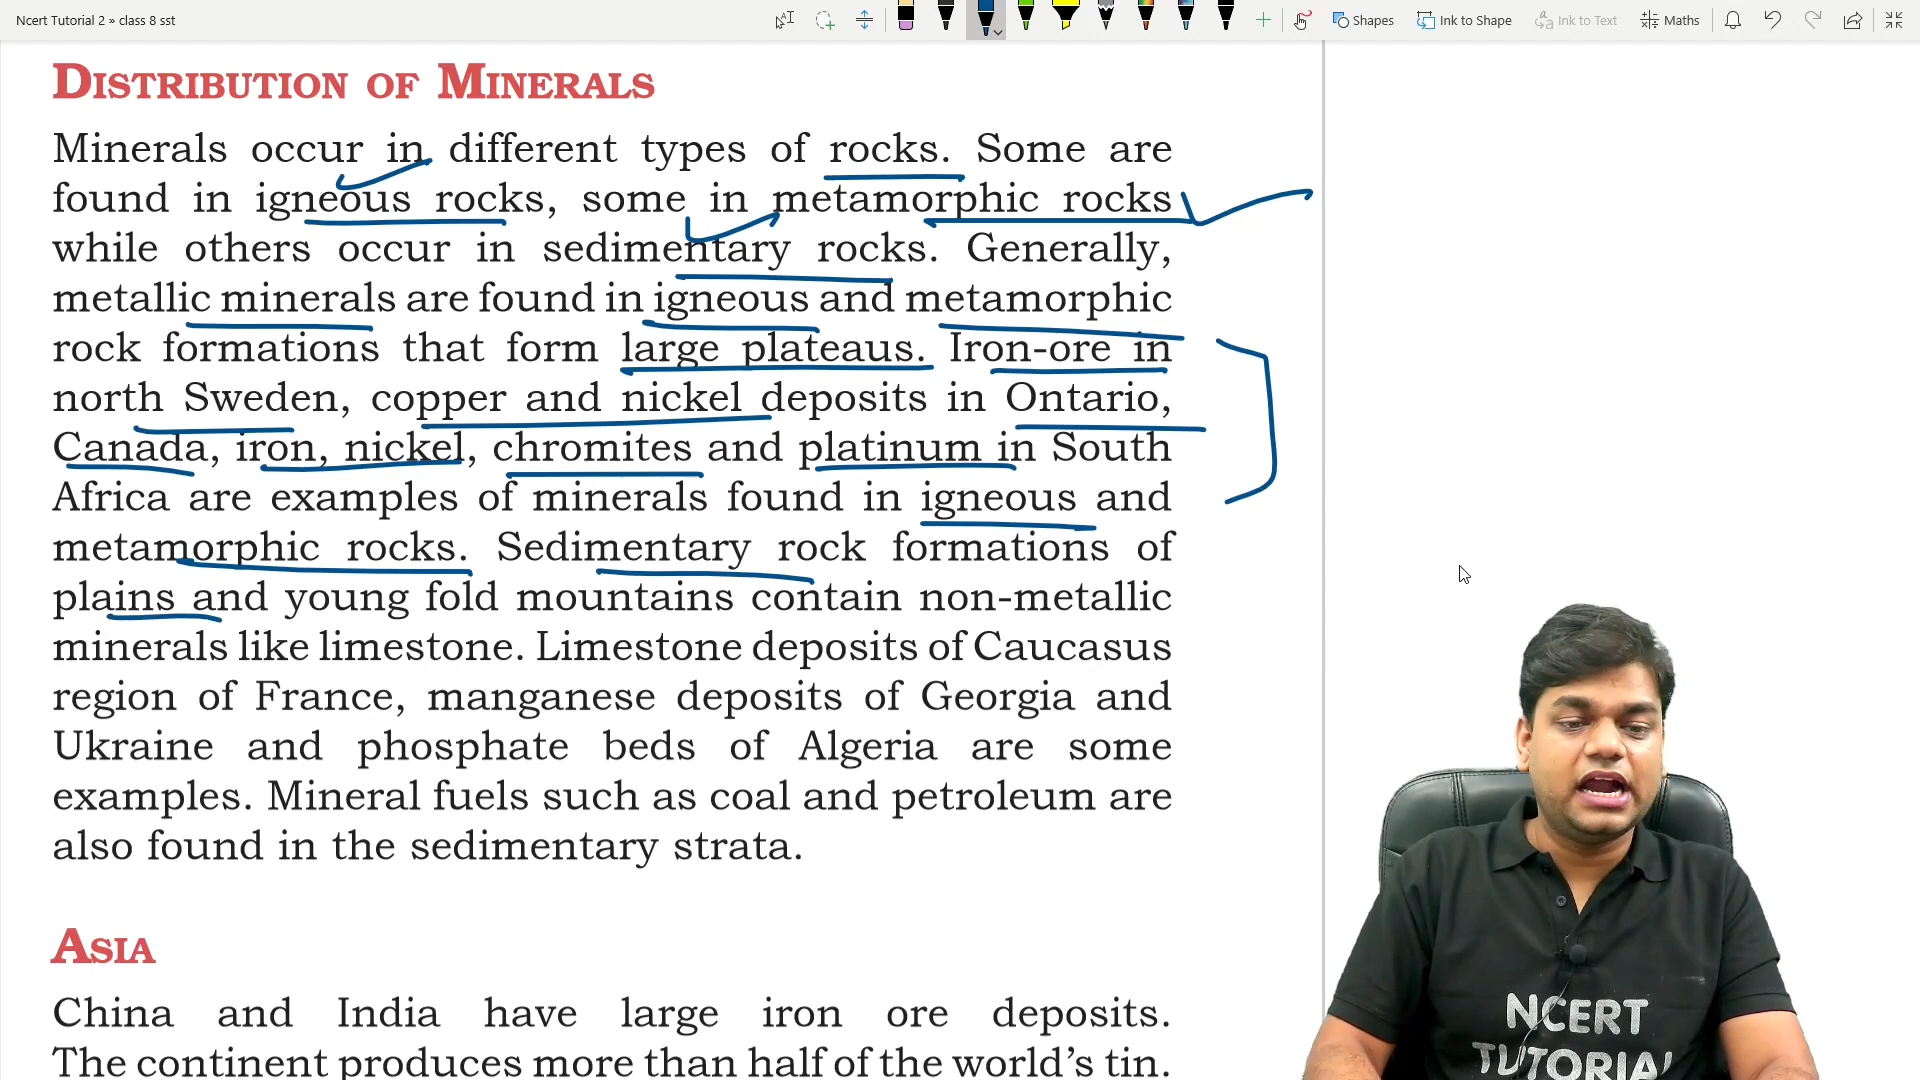 Ncert Tutorial 2 » class 8 sst
Shapes
Ink to Shape
Ink to Text
Maths
DISTRIBUTION OF MINERALS
Minerals occur in different types of rocks. Some are
found in igneous rocks, some in metamorphic rocks
while others occur in sedimentary rocks. Generally,
metallic minerals are found in igneous and metamorphic
rock formations that form large plateaus. Iron-ore in
north Sweden, copper and nickel deposits in Ontario,
Canada, iron, nickel, chromites and platinum in South
Africa are examples of minerals found in igneous and
metamorphic rocks. Sedimentary rock formations of
plains and young fold mountains contain non-metallic
minerals like limestone. Limestone deposits of Caucasus
region of France, manganese deposits of Georgia and
Ukraine and phosphate beds of Algeria are some
examples. Mineral fuels such as coal and petroleum are
also found in the sedimentary strata.
ASIA
China and India have large iron ore deposits.
The continent produces more than half of the world's tin.
NCERT
TUTORIAL